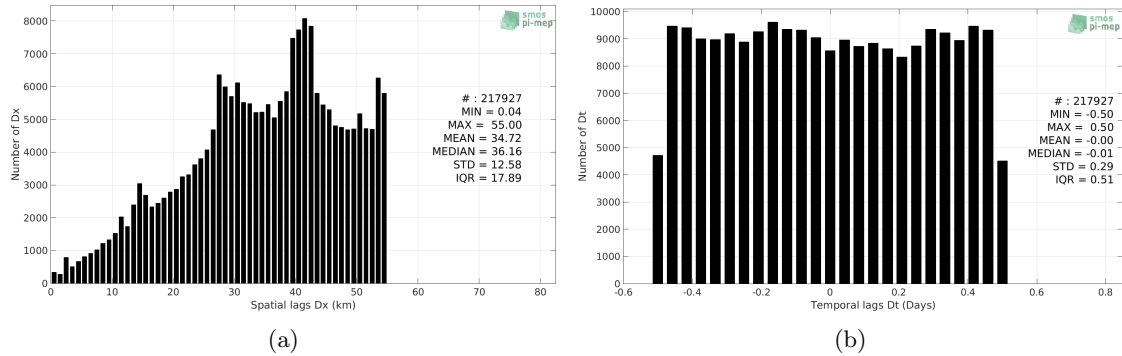 smos
pi-mep
8000
7000
6000
5000
4000
3000
2000
1000
0
Number of Dx
# : 217927
MIN = 0.04
MAX = 55.00
MEAN = 34.72
MEDIAN = 36.16
STD = 12.58
IQR = 17.89
0 10 20 30 40 50 60 70 80
Spatial lags Dx (km)
(a)
smos
pi-mep
10000
9000
8000
7000
6000
5000
4000
3000
2000
1000
0
Number of Dt
# : 217927
MIN = -0.50
MAX = 0.50
MEAN = -0.00
MEDIAN = -0.01
STD = 0.29
IQR = 0.51
-0.6 -0.4 -0.2 0 0.2 0.4 0.6 0.8
Temporal lags Dt (Days)
(b)